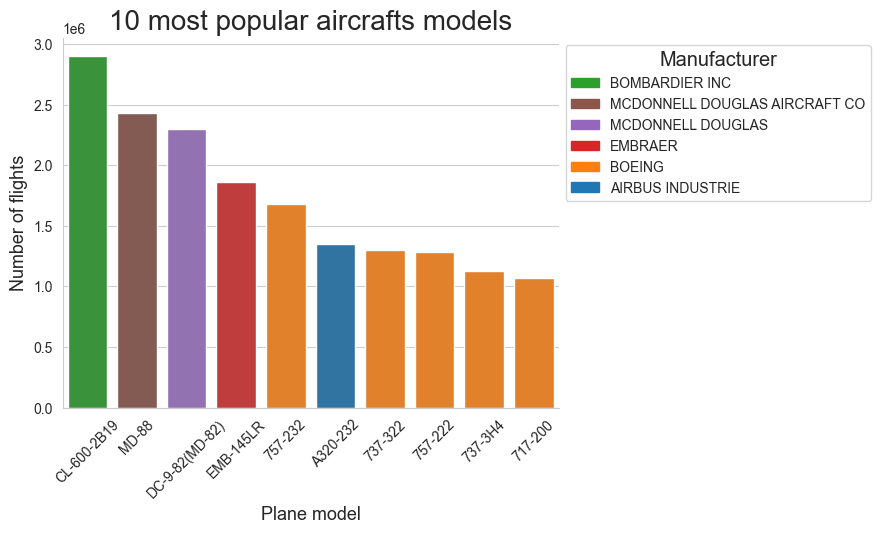 10 most popular aircrafts models
1e6
3.0
2.5
2.0
1.5
1.0
0.5
0.0
Number of flights
CL-600-2B19
MD-88
DC-9-82(MD-82)
EMB-145LR
757-232
A320-232
737-322
757-222
737-3H4
717-200
Plane model
Manufacturer
BOMBARDIER INC
MCDONNELL DOUGLAS AIRCRAFT CO
MCDONNELL DOUGLAS
EMBRAER
BOEING
AIRBUS INDUSTRIE